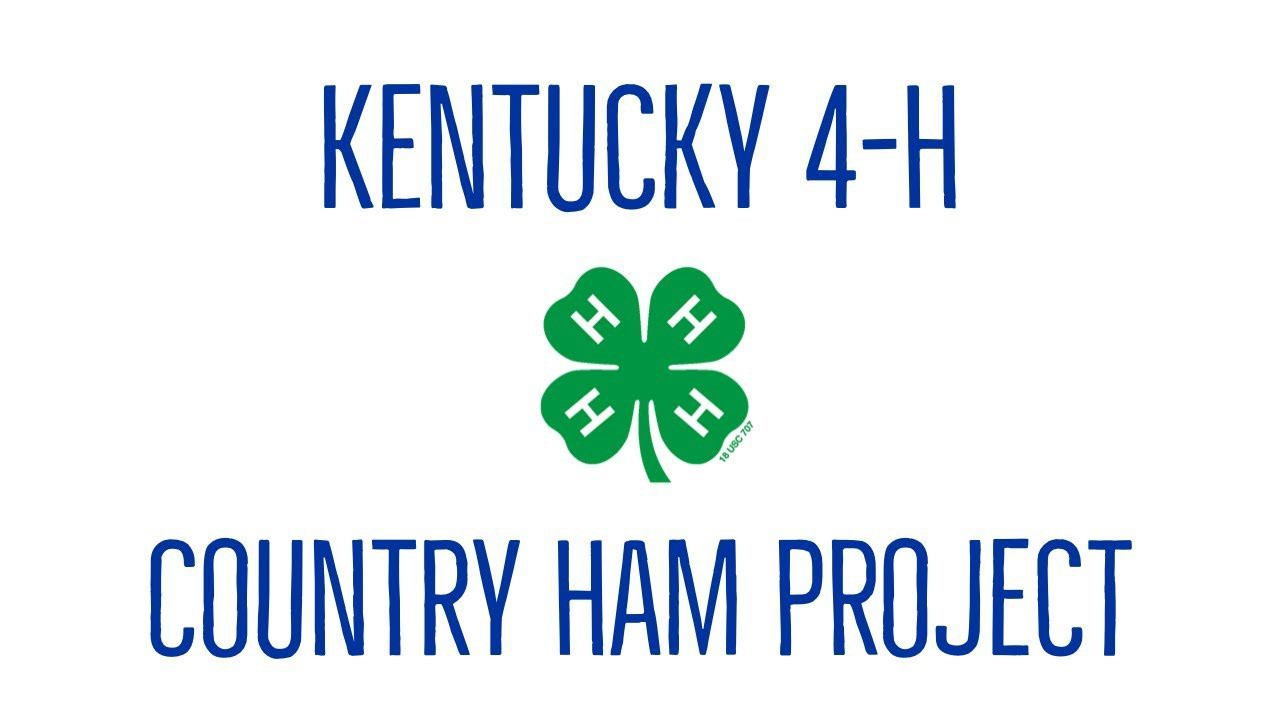 KENTUCKY 4-H
H H
H H
18 USC 707
COUNTRY HAM PROJECT